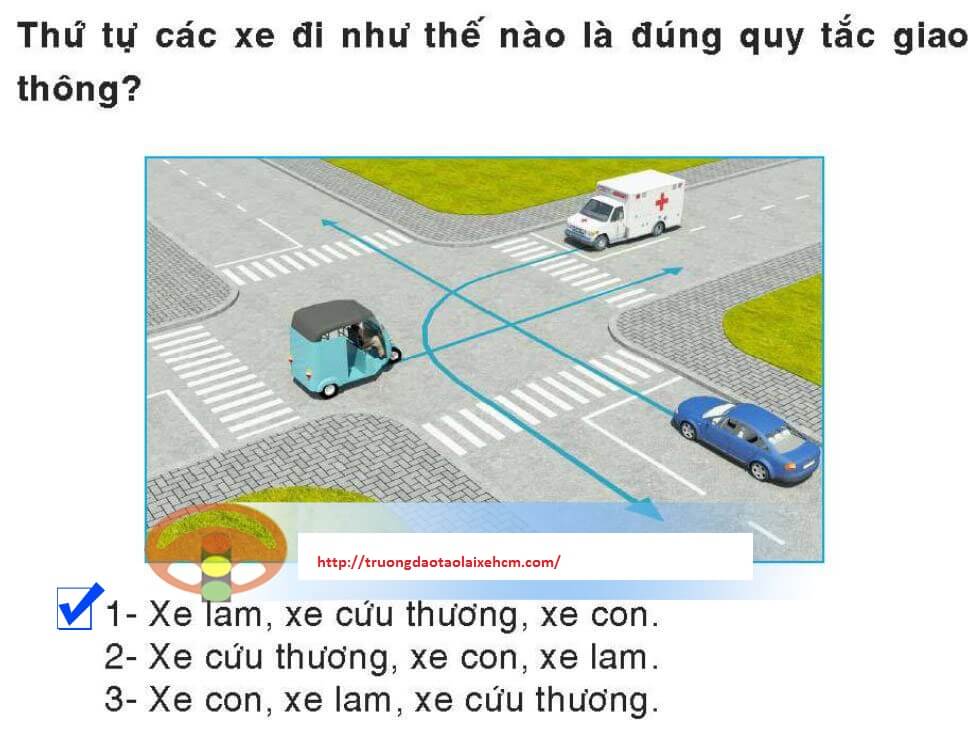 Thứ tự các xe đi như thế nào là đúng quy tắc giao
thông?
http://truongdaotaolaixehcm.com/
1- Xe lam, xe cứu thương, xe con.
2- Xe cứu thương, xe con, xe lam.
3- Xe con, xe lam, xe cứu thương.